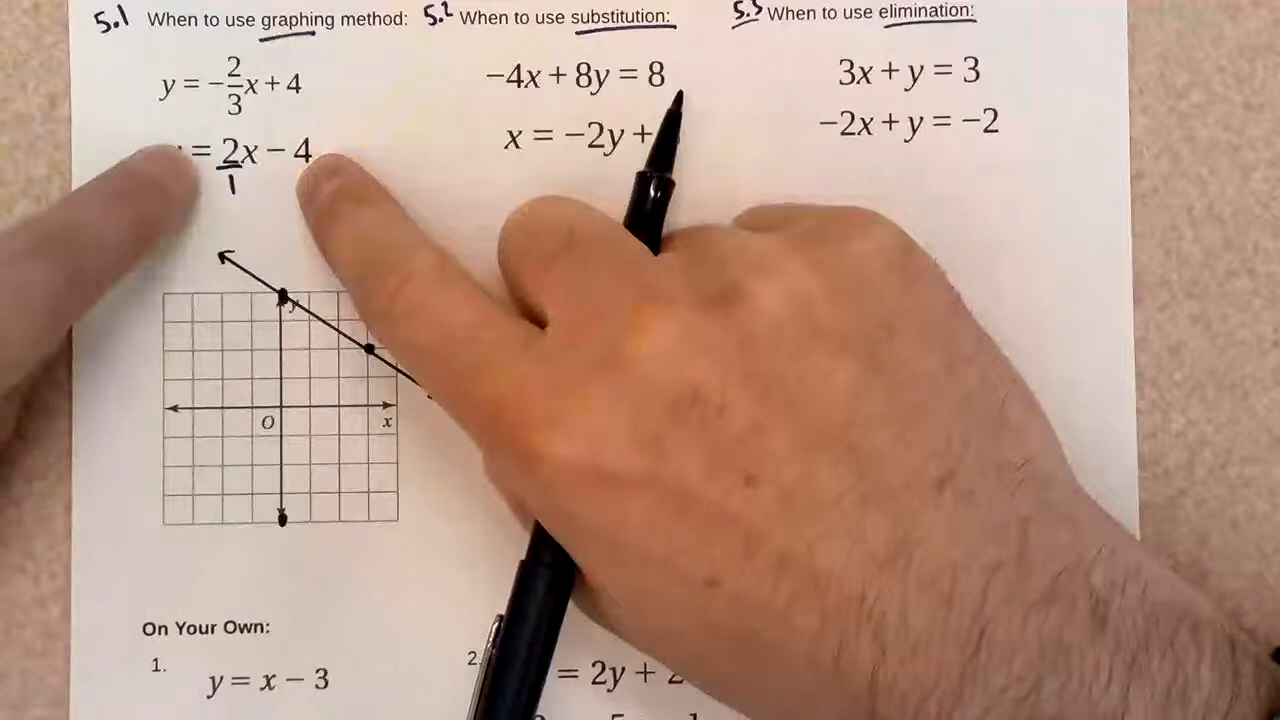 5.1 When to use graphing method:
y = -2/3x + 4
= 2x - 4
1
y
O
x
5.2 When to use substitution:
-4x + 8y = 8
x = -2y +
5.3 When to use elimination:
3x + y = 3
-2x + y = -2
On Your Own:
1.
y = x - 3
2.
= 2y + 2